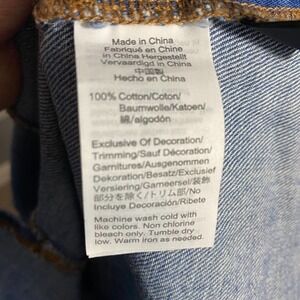 Made in China
Fabriqué en Chine
Hergestellt in China
Vervaardigd in China
中国製
Hecho en China
100% Cotton/Coton/
Baumwolle/Katoen/
綿/algodón
Exclusive Of Decoration/
Trimming/Sauf Décoration/
Garnitures/Ausgenommen
Dekoration/Besatz/Exclusief
Versiering/Garneersel/装飾
部分を除く/トリム部/No
Incluye Decoración/Ribete
Machine wash cold with
like colors. Non chlorine
bleach only. Tumble dry
low. Warm iron as needed.